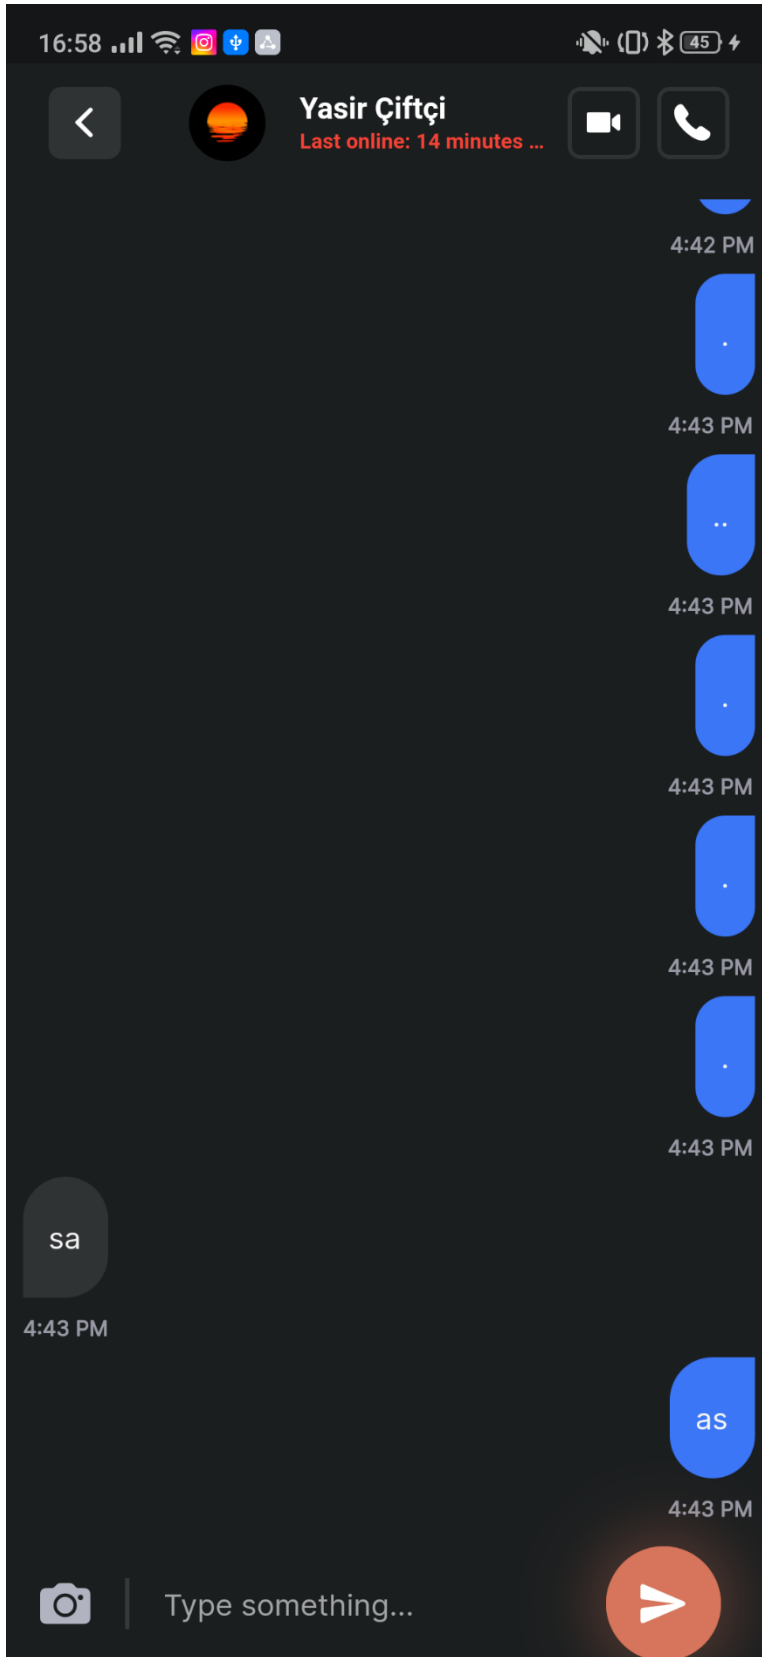 16:58
45
Yasir Çiftçi
Last online: 14 minutes ...
4:42 PM
.
4:43 PM
..
4:43 PM
.
4:43 PM
.
4:43 PM
.
4:43 PM
sa
4:43 PM
as
4:43 PM
Type something...